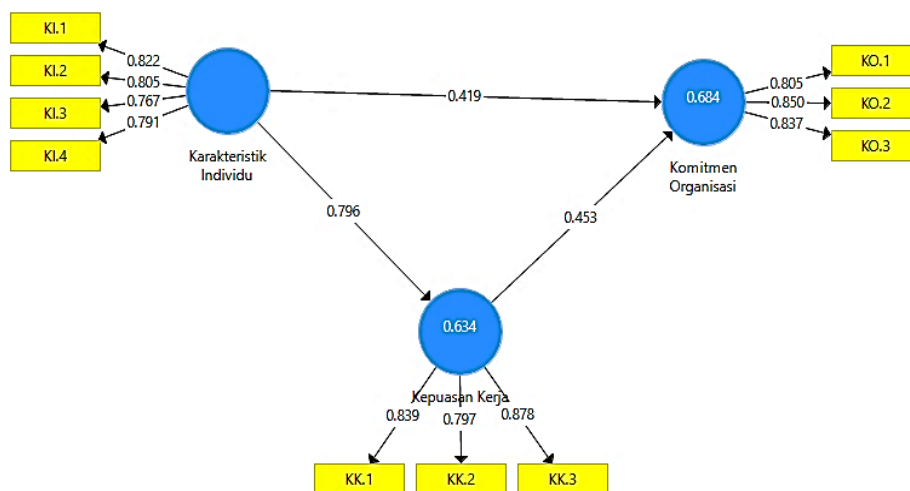 KI.1
KI.2
KI.3
KI.4
0.822
0.805
0.767
0.791
Karakteristik
Individu
0.419
0.684
Komitmen
Organisasi
0.805
0.850
0.837
KO.1
KO.2
KO.3
0.796
0.453
0.634
Kepuasan Kerja
0.839
0.797
0.878
KK.1
KK.2
KK.3